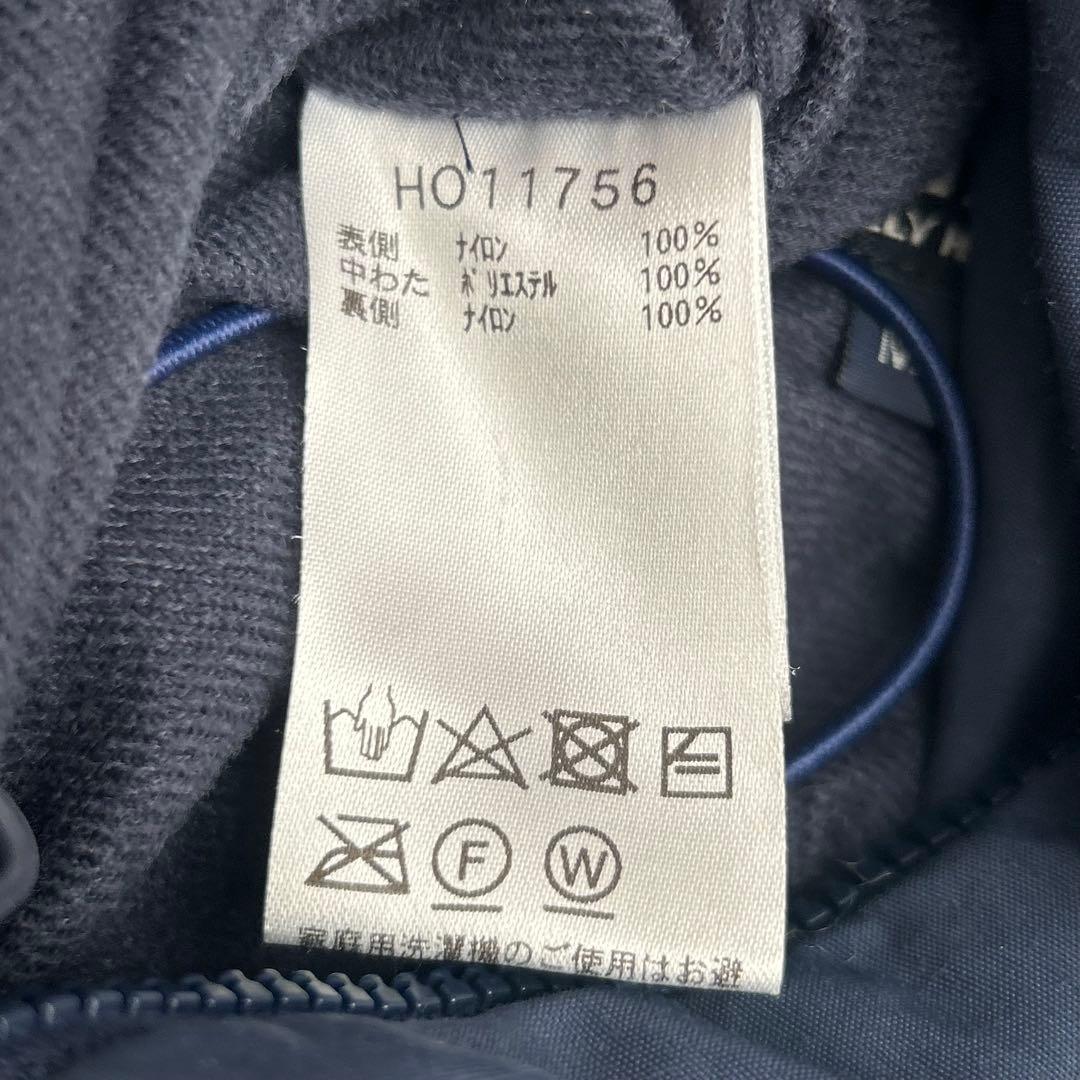 HO11756
表側 ナイロン 100%
中わた ポリエステル 100%
裏側 ナイロン 100%
F W
家庭用洗濯機のご使用はお避
LLY H
M